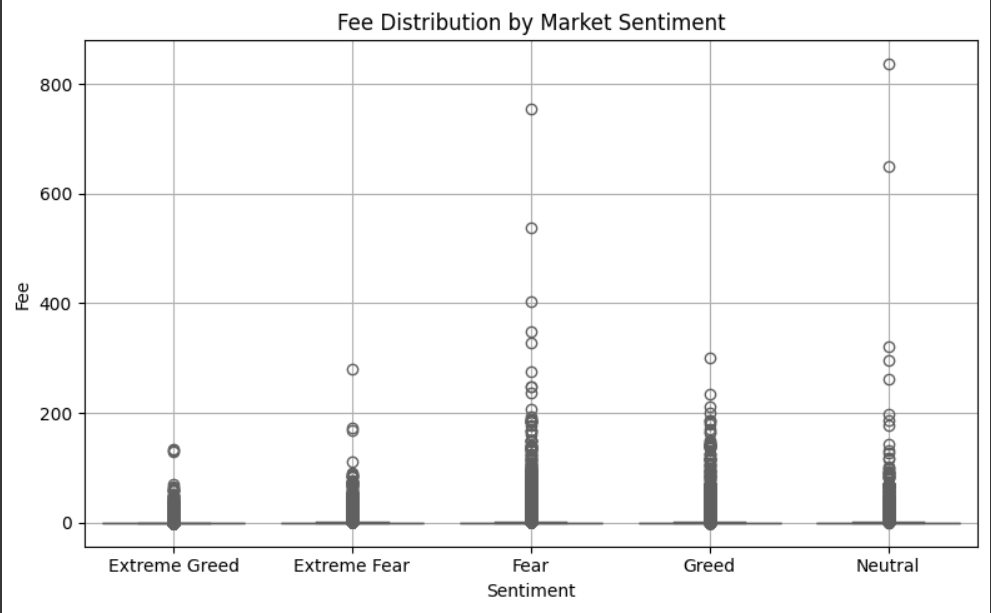 Fee Distribution by Market Sentiment
800
600
400
200
0
Fee
Extreme Greed
Extreme Fear
Fear
Greed
Neutral
Sentiment